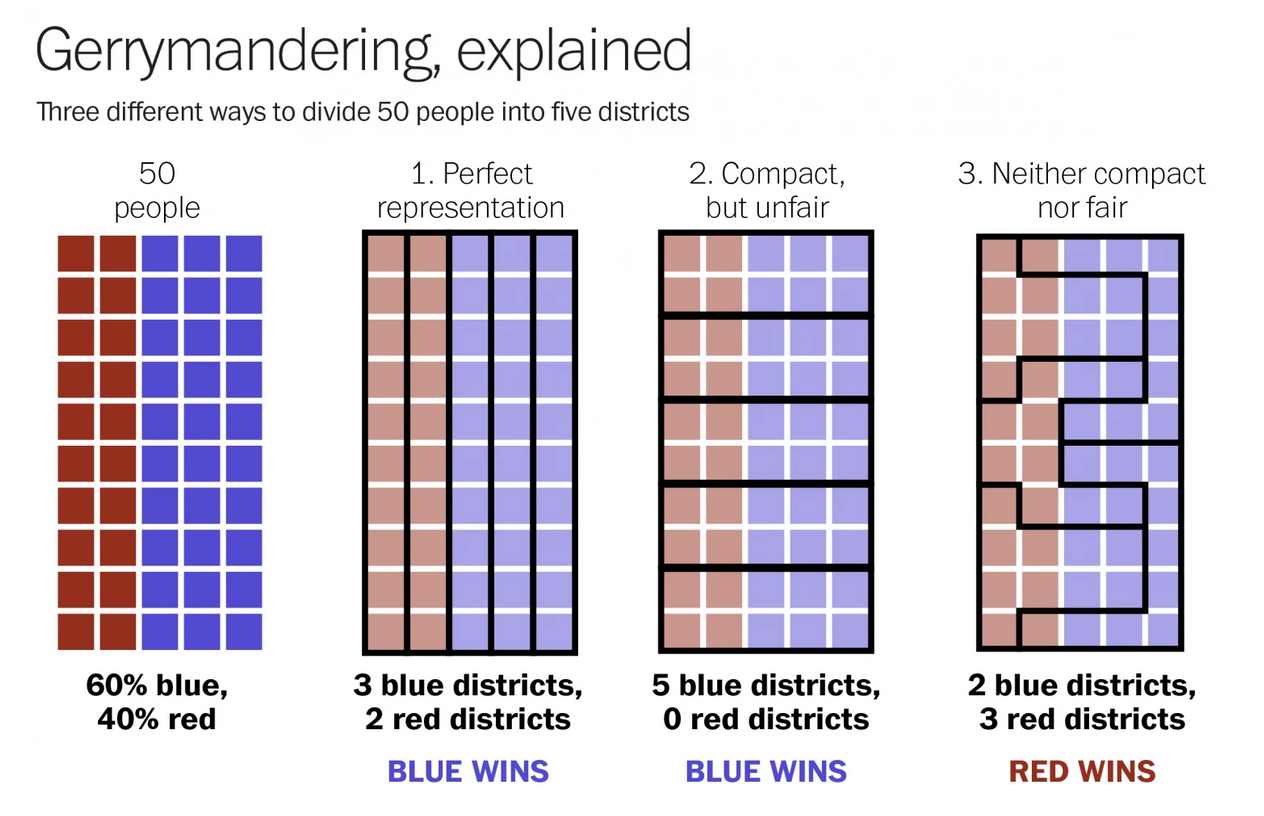 Gerrymandering, explained
Three different ways to divide 50 people into five districts
50
people
1. Perfect
representation
2. Compact,
but unfair
3. Neither compact
nor fair
60% blue,
40% red
3 blue districts,
2 red districts
5 blue districts,
0 red districts
2 blue districts,
3 red districts
BLUE WINS
BLUE WINS
RED WINS